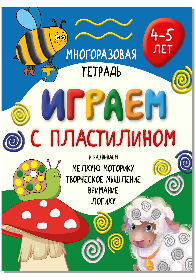 4-5
ЛЕТ
МНОГОРАЗОВАЯ
ТЕТРАДЬ
ИГРАЕМ
С ПЛАСТИЛИНОМ
РАЗВИВАЕМ
МЕЛКУЮ МОТОРИКУ
ТВОРЧЕСКОЕ МЫШЛЕНИЕ
ВНИМАНИЕ
ЛОГИКУ